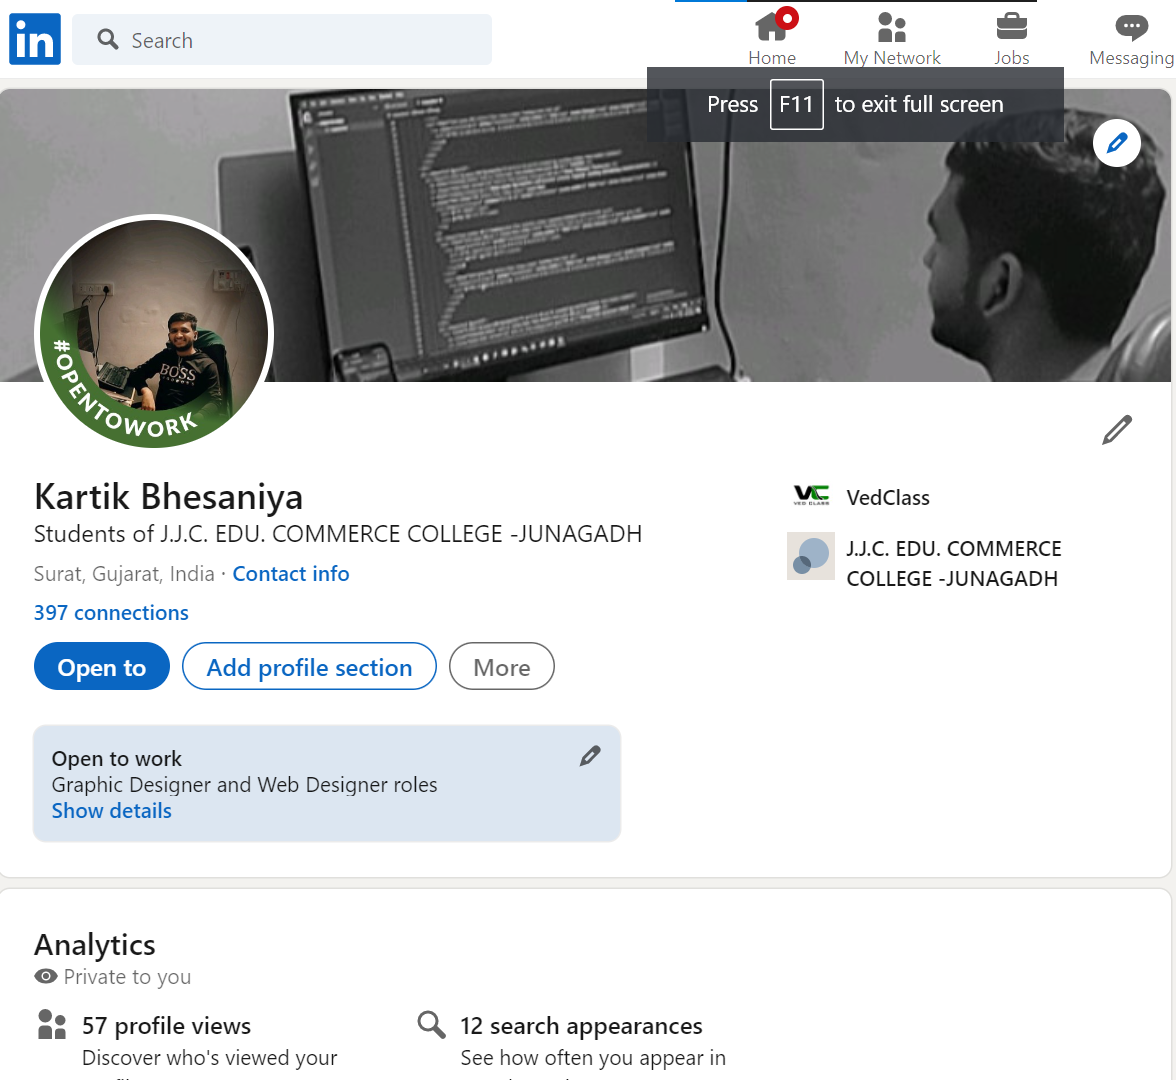 in
Search
Home
My Network
Jobs
Messaging
Press F11 to exit full screen
BOSS
#OPENTOWORK
Kartik Bhesaniya
Students of J.J.C. EDU. COMMERCE COLLEGE -JUNAGADH
Surat, Gujarat, India · Contact info
397 connections
Open to
Add profile section
More
VC
VED CLASS
VedClass
J.J.C. EDU. COMMERCE
COLLEGE -JUNAGADH
Open to work
Graphic Designer and Web Designer roles
Show details
Analytics
Private to you
57 profile views
Discover who's viewed your
12 search appearances
See how often you appear in